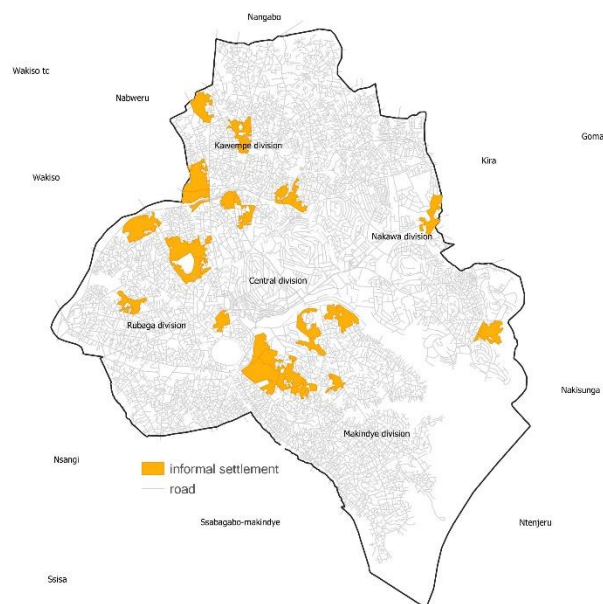 Nangabo
Wakiso tc
Nabweru
Goma
Kawempe division
Kira
Wakiso
Nakawa division
Central division
Rubaga division
Nakisunga
Makindye division
Nsangi
informal settlement
road
Ssabagabo-makindye
Ntenjeru
Ssisa